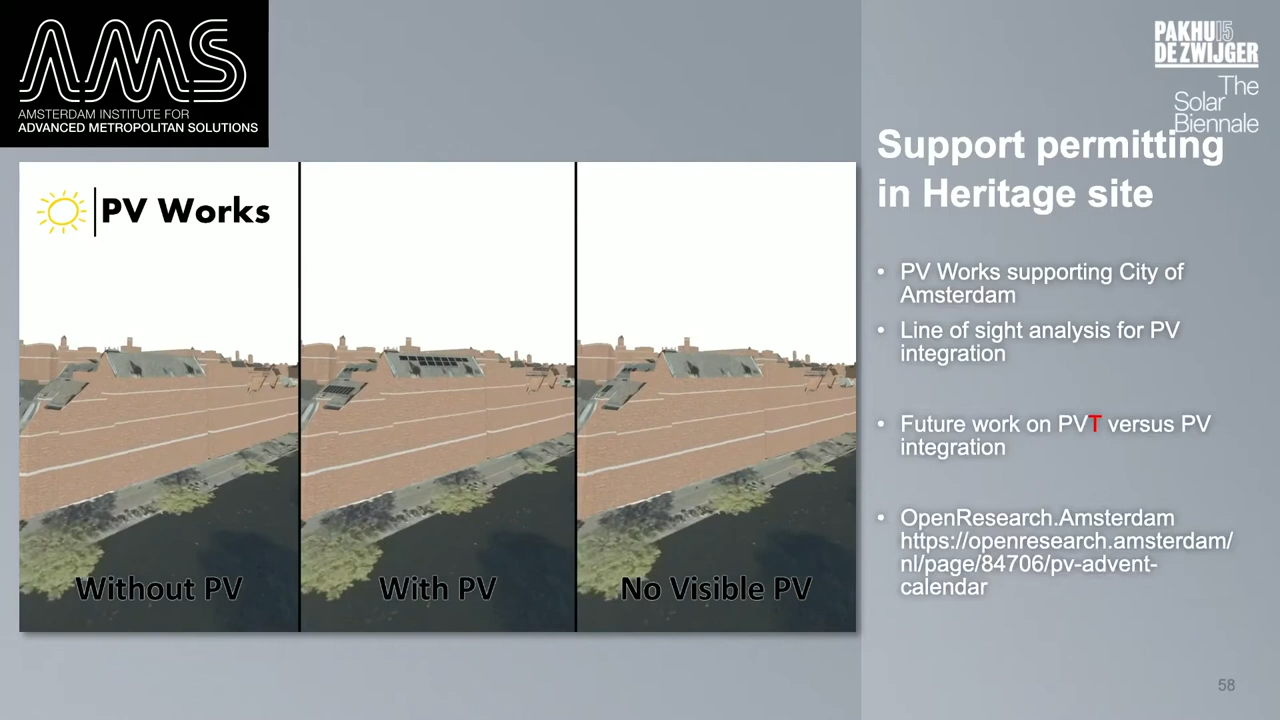 AMS
AMSTERDAM INSTITUTE FOR
ADVANCED METROPOLITAN SOLUTIONS
PAKHU15
DE ZWIJGER
The
Solar
Biennale
PV Works
Without PV
With PV
No Visible PV
Support permitting
in Heritage site
• PV Works supporting City of
Amsterdam
• Line of sight analysis for PV
integration
• Future work on PVT versus PV
integration
• OpenResearch.Amsterdam
https://openresearch.amsterdam/
nl/page/84706/pv-advent-
calendar
58